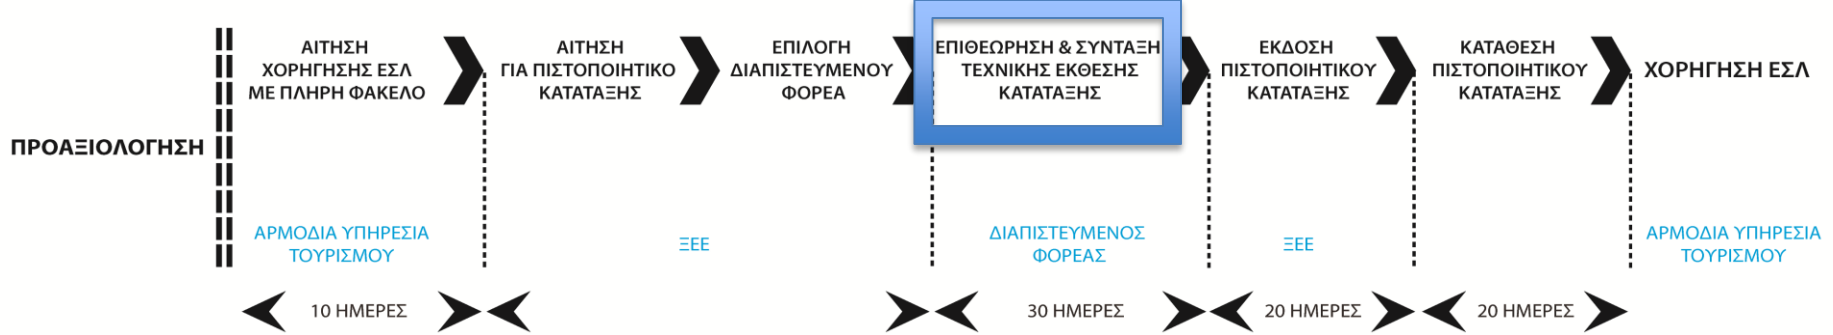 ΠΡΟΑΞΙΟΛΟΓΗΣΗ
ΑΙΤΗΣΗ
ΧΟΡΗΓΗΣΗΣ ΕΣΛ
ΜΕ ΠΛΗΡΗ ΦΑΚΕΛΟ
ΑΙΤΗΣΗ
ΓΙΑ ΠΙΣΤΟΠΟΙΗΤΙΚΟ
ΚΑΤΑΤΑΞΗΣ
ΕΠΙΛΟΓΗ
ΔΙΑΠΙΣΤΕΥΜΕΝΟΥ
ΦΟΡΕΑ
ΕΠΙΘΕΩΡΗΣΗ & ΣΥΝΤΑΞΗ
ΤΕΧΝΙΚΗΣ ΕΚΘΕΣΗΣ
ΚΑΤΑΤΑΞΗΣ
ΕΚΔΟΣΗ
ΠΙΣΤΟΠΟΙΗΤΙΚΟΥ
ΚΑΤΑΤΑΞΗΣ
ΚΑΤΑΘΕΣΗ
ΠΙΣΤΟΠΟΙΗΤΙΚΟΥ
ΚΑΤΑΤΑΞΗΣ
ΧΟΡΗΓΗΣΗ ΕΣΛ
ΑΡΜΟΔΙΑ ΥΠΗΡΕΣΙΑ
ΤΟΥΡΙΣΜΟΥ
ΞΕΕ
ΔΙΑΠΙΣΤΕΥΜΕΝΟΣ
ΦΟΡΕΑΣ
ΞΕΕ
ΑΡΜΟΔΙΑ ΥΠΗΡΕΣΙΑ
ΤΟΥΡΙΣΜΟΥ
10 ΗΜΕΡΕΣ
30 ΗΜΕΡΕΣ
20 ΗΜΕΡΕΣ
20 ΗΜΕΡΕΣ